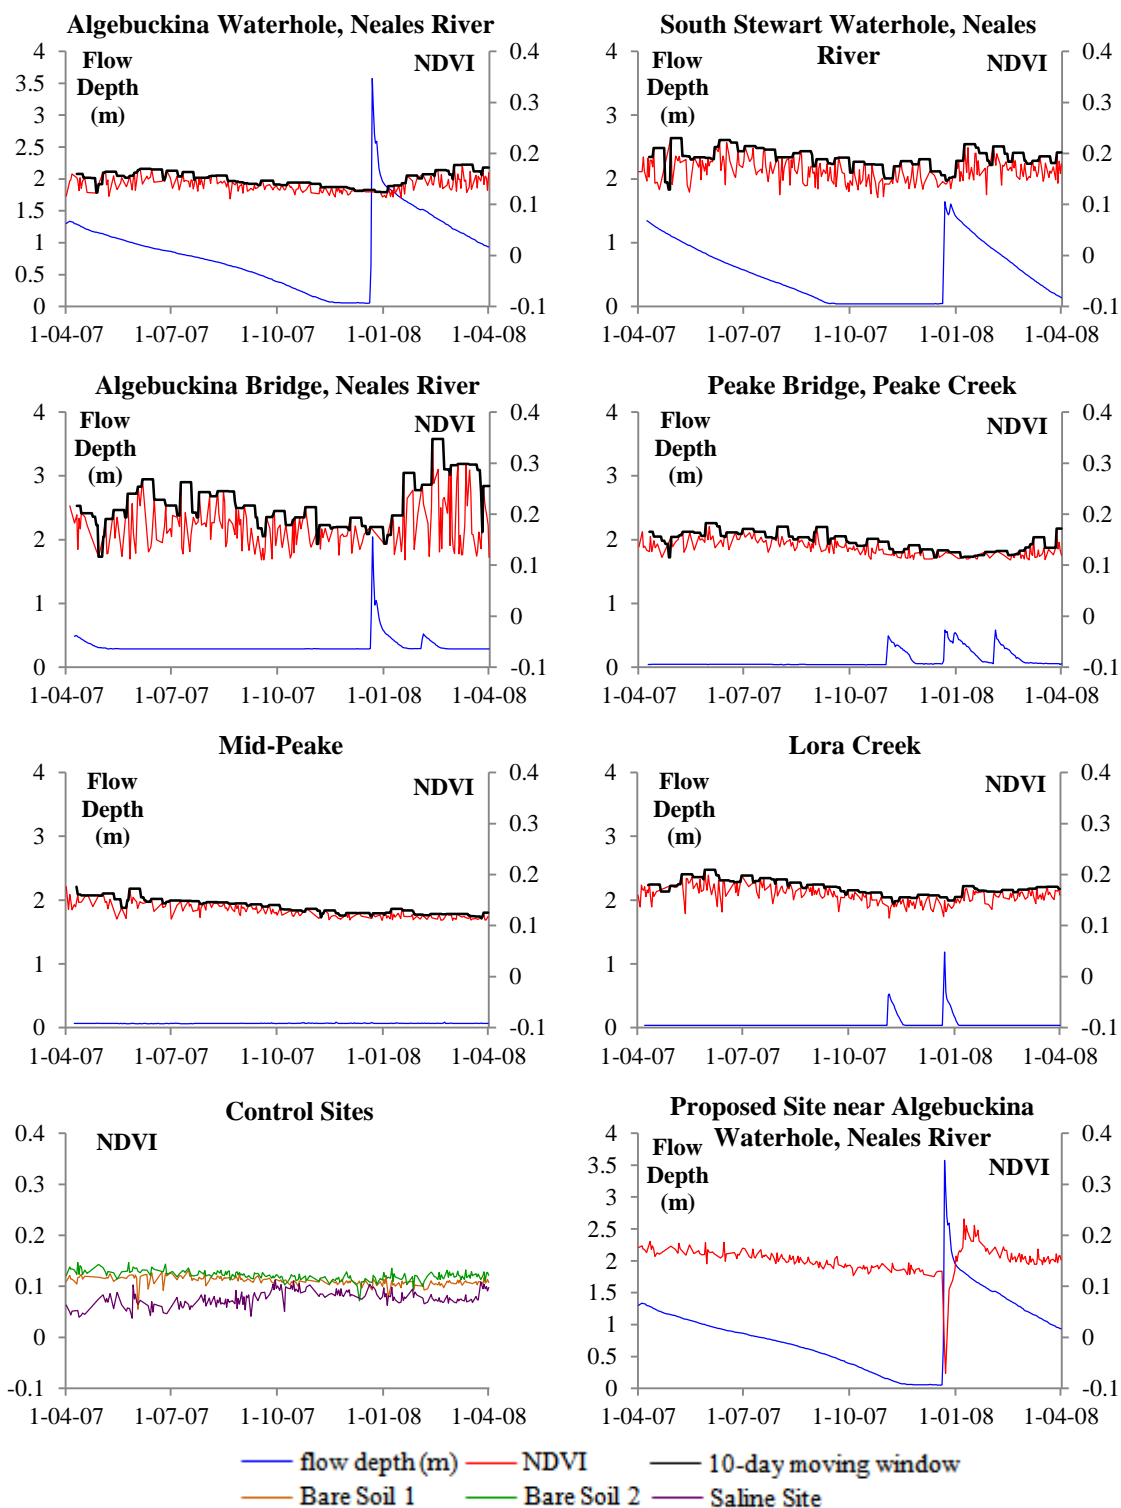 Algebuckina Waterhole, Neales River
4
3.5
3
2.5
2
1.5
1
0.5
0
Flow
Depth
(m)
NDVI
0.4
0.3
0.2
0.1
0
-0.1
1-04-07 1-07-07 1-10-07 1-01-08 1-04-08
South Stewart Waterhole, Neales
River
4
3
2
1
0
Flow
Depth
(m)
NDVI
0.4
0.3
0.2
0.1
0
-0.1
1-04-07 1-07-07 1-10-07 1-01-08 1-04-08
Algebuckina Bridge, Neales River
4
3
2
1
0
Flow
Depth
(m)
NDVI
0.4
0.3
0.2
0.1
0
-0.1
1-04-07 1-07-07 1-10-07 1-01-08 1-04-08
Peake Bridge, Peake Creek
4
3
2
1
0
Flow
Depth
(m)
NDVI
0.4
0.3
0.2
0.1
0
-0.1
1-04-07 1-07-07 1-10-07 1-01-08 1-04-08
Mid-Peake
4
3
2
1
0
Flow
Depth
(m)
NDVI
0.4
0.3
0.2
0.1
0
-0.1
1-04-07 1-07-07 1-10-07 1-01-08 1-04-08
Lora Creek
4
3
2
1
0
Flow
Depth
(m)
NDVI
0.4
0.3
0.2
0.1
0
-0.1
1-04-07 1-07-07 1-10-07 1-01-08 1-04-08
Control Sites
NDVI
0.4
0.3
0.2
0.1
0
-0.1
1-04-07 1-07-07 1-10-07 1-01-08 1-04-08
Proposed Site near Algebuckina
Waterhole, Neales River
4
3.5
3
2.5
2
1.5
1
0.5
0
Flow
Depth
(m)
NDVI
0.4
0.3
0.2
0.1
0
-0.1
1-04-07 1-07-07 1-10-07 1-01-08 1-04-08
flow depth (m) NDVI 10-day moving window
Bare Soil 1 Bare Soil 2 Saline Site